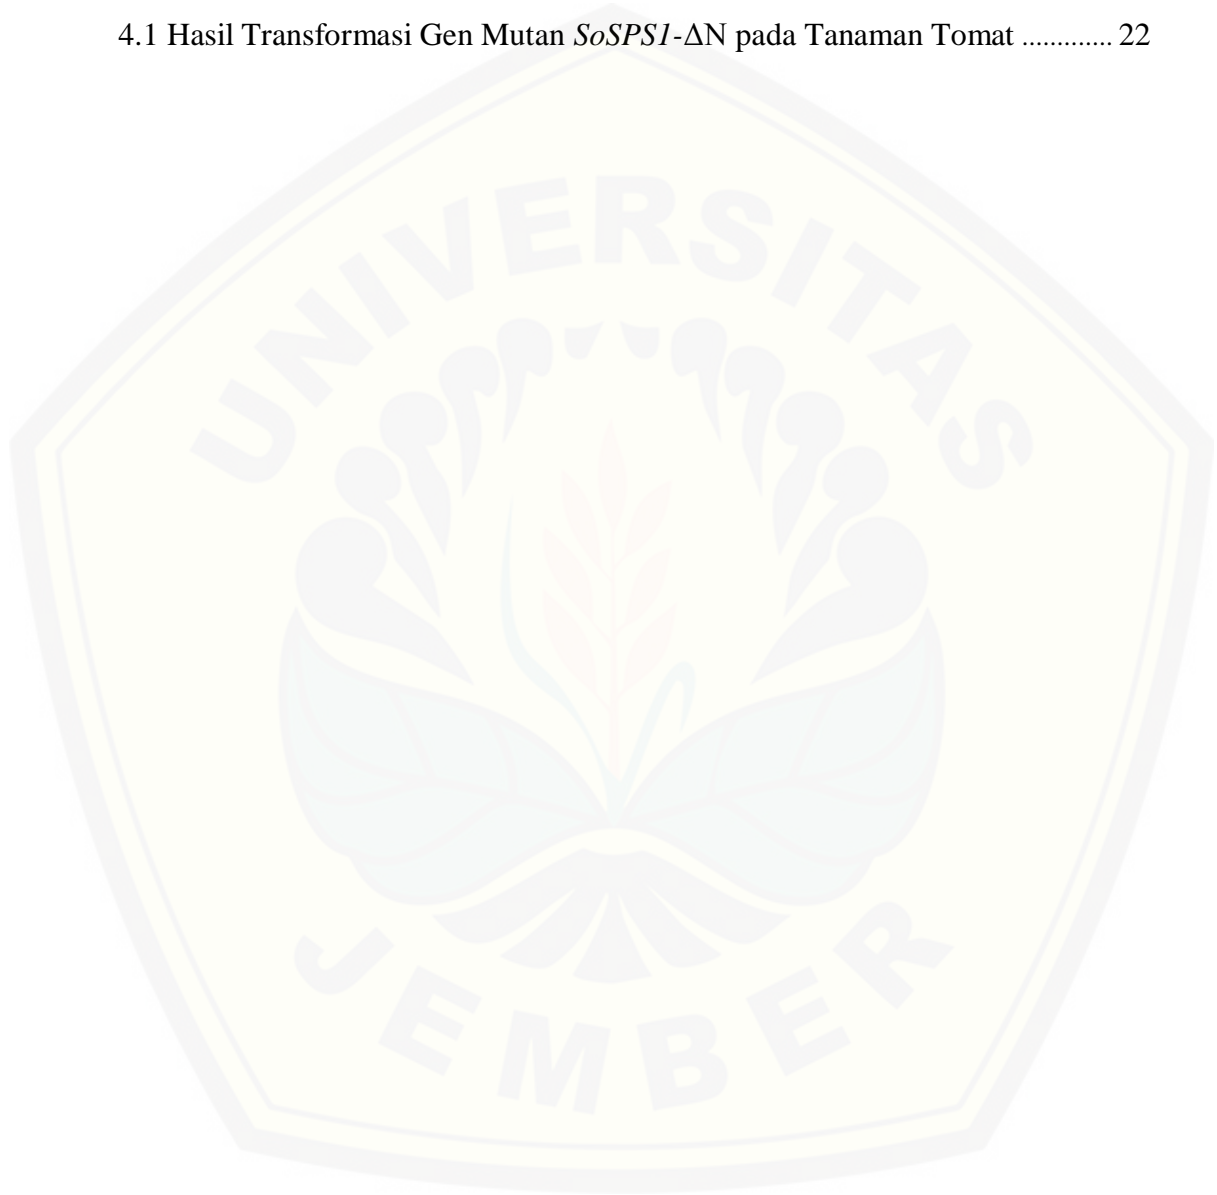 4.1 Hasil Transformasi Gen Mutan SoSPS1-ΔN pada Tanaman Tomat ............. 22
UNIVERSITAS
JEMBER